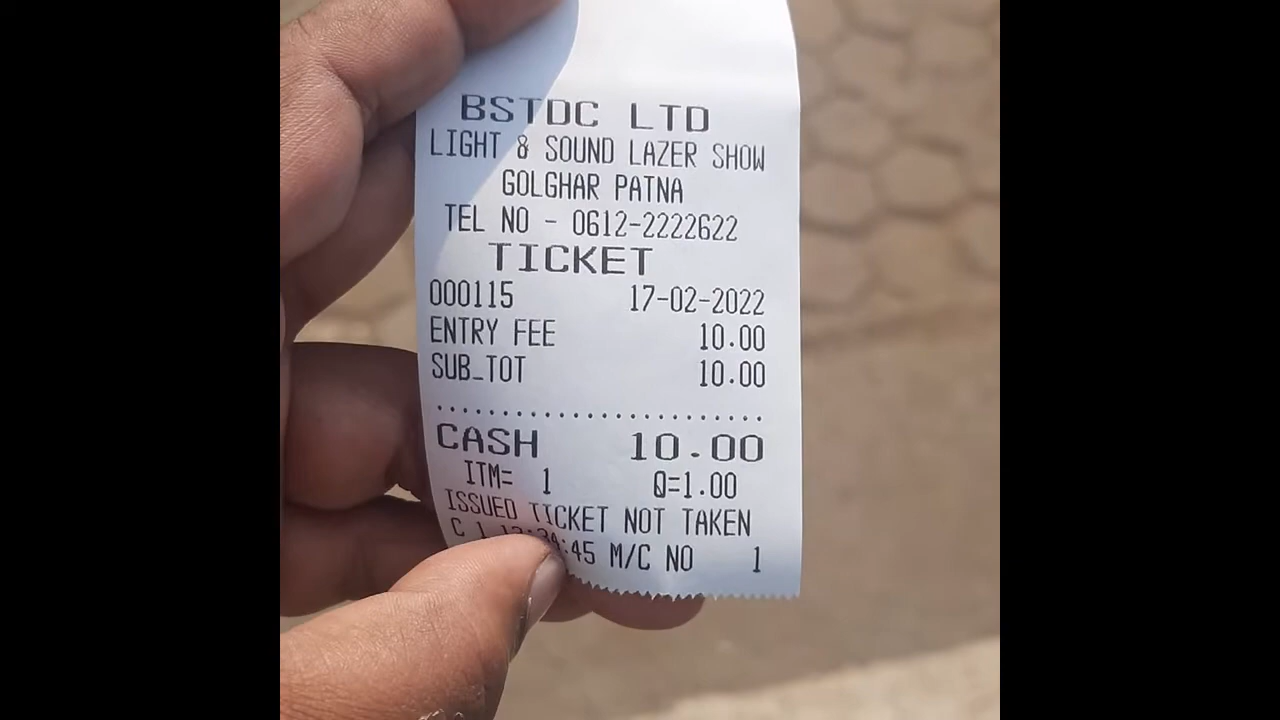 BSTDC LTD
LIGHT & SOUND LAZER SHOW
GOLGHAR PATNA
TEL NO - 0612-2222622
TICKET
000115 17-02-2022
ENTRY FEE 10.00
SUB_TOT 10.00
........................
CASH 10.00
ITM= 1 Q=1.00
ISSUED TICKET NOT TAKEN
C 1 M/C NO 1